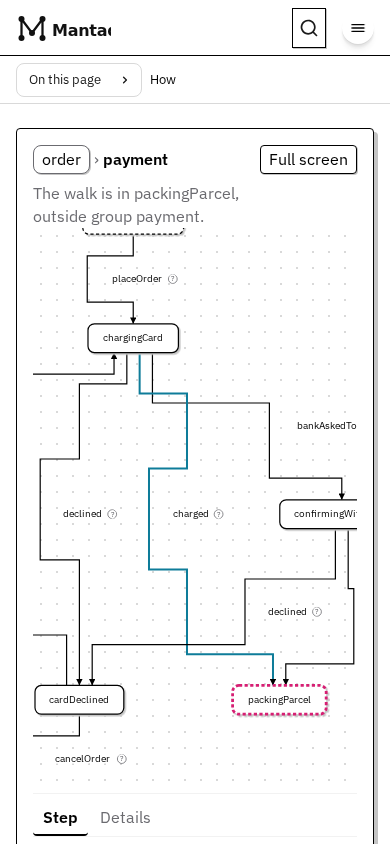 Mantac
On this page
How
order › payment
Full screen
The walk is in packingParcel,
outside group payment.
placeOrder ?
chargingCard
bankAskedTo
declined ?
charged ?
confirmingWi
declined ?
cardDeclined
packingParcel
cancelOrder ?
Step
Details